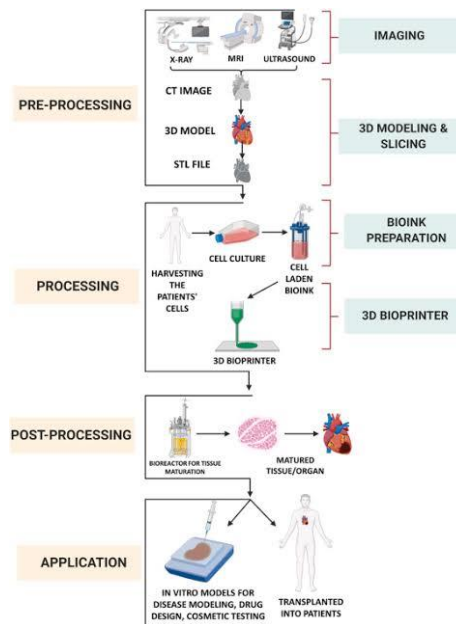 IMAGING
X-RAY
MRI
ULTRASOUND
PRE-PROCESSING
CT IMAGE
3D MODEL
STL FILE
3D MODELING &
SLICING
PROCESSING
HARVESTING
THE
PATIENTS'
CELLS
CELL CULTURE
CELL
LADEN
BIOINK
BIOINK
PREPARATION
3D BIOPRINTER
3D BIOPRINTER
POST-PROCESSING
BIOREACTOR FOR TISSUE
MATURATION
MATURED
TISSUE/ORGAN
APPLICATION
IN VITRO MODELS FOR
DISEASE MODELING, DRUG
DESIGN, COSMETIC TESTING
TRANSPLANTED
INTO PATIENTS